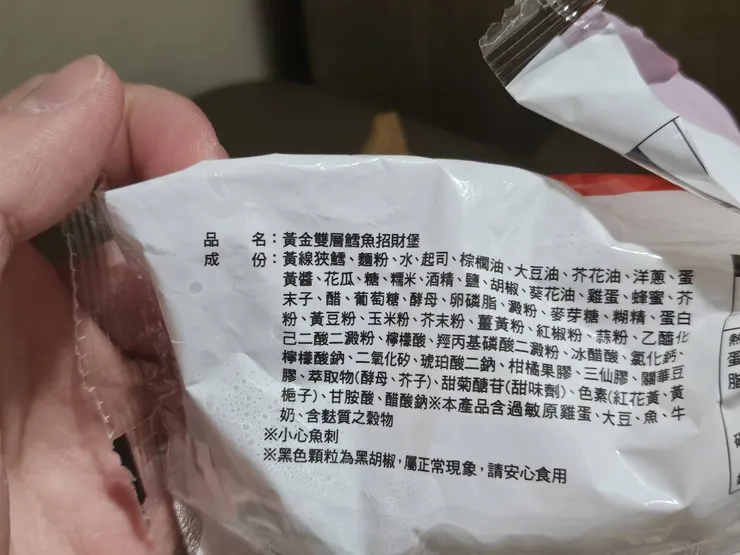 品　　名：黃金雙層鱈魚招財堡
成　　份：黃線狹鱈、麵粉、水、起司、棕櫚油、大豆油、芥花油、洋蔥、蛋
黃醬、花瓜、糖、糯米、酒精、鹽、胡椒、葵花油、雞蛋、蜂蜜、芥
末子、醋、葡萄糖、酵母、卵磷脂、澱粉、麥芽糖、糊精、蛋白
粉、黃豆粉、玉米粉、芥末粉、薑黃粉、紅椒粉、蒜粉、乙醯化
己二酸二澱粉、檸檬酸、羥丙基磷酸二澱粉、冰醋酸、氯化鈣、
檸檬酸鈉、二氧化矽、琥珀酸二鈉、柑橘果膠、三仙膠、關華豆
膠、萃取物(酵母、芥子)、甜菊醣苷(甜味劑)、色素(紅花黃、黃
梔子)、甘胺酸、醋酸鈉※本產品含過敏原雞蛋、大豆、魚、牛
奶、含麩質之穀物
※小心魚刺
※黑色顆粒為黑胡椒，屬正常現象，請安心食用
熱
蛋
脂